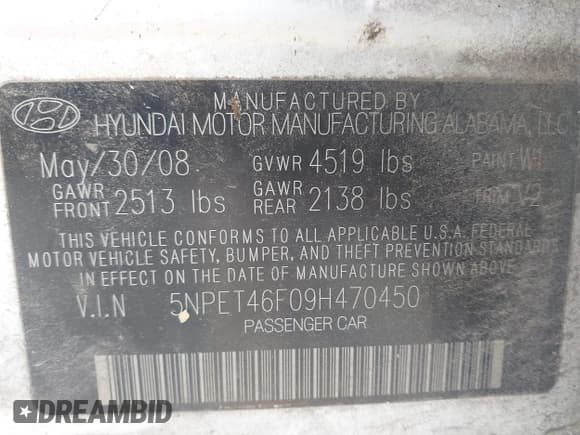 MANUFACTURED BY
HYUNDAI MOTOR MANUFACTURING ALABAMA, LLC
May/30/08 GVWR 4519 lbs PAINT
GAWR FRONT 2513 lbs GAWR REAR 2138 lbs V2
THIS VEHICLE CONFORMS TO ALL APPLICABLE U.S.A. FEDERAL
MOTOR VEHICLE SAFETY, BUMPER, AND THEFT PREVENTION STANDARDS
IN EFFECT ON THE DATE OF MANUFACTURE SHOWN ABOVE
V.I.N 5NPET46F09H470450
PASSENGER CAR
DREAMBID